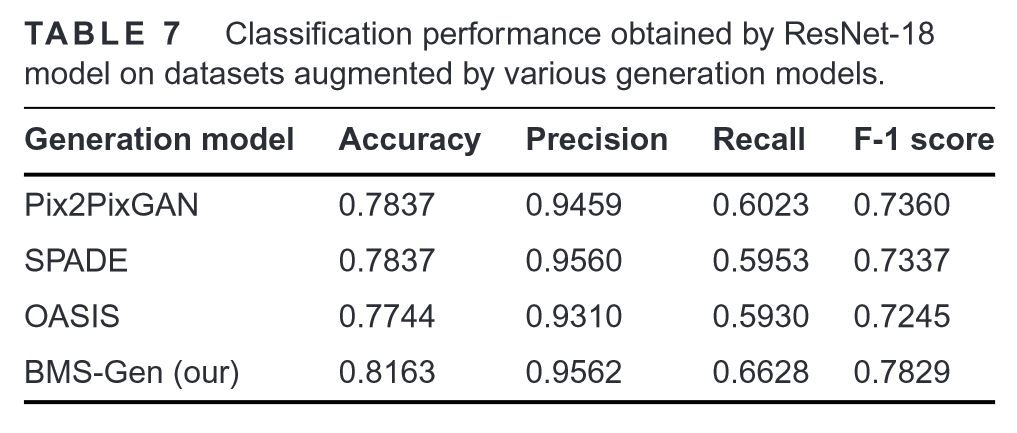 TABLE 7 Classification performance obtained by ResNet-18
model on datasets augmented by various generation models.
Generation model Accuracy Precision Recall F-1 score
Pix2PixGAN 0.7837 0.9459 0.6023 0.7360
SPADE 0.7837 0.9560 0.5953 0.7337
OASIS 0.7744 0.9310 0.5930 0.7245
BMS-Gen (our) 0.8163 0.9562 0.6628 0.7829